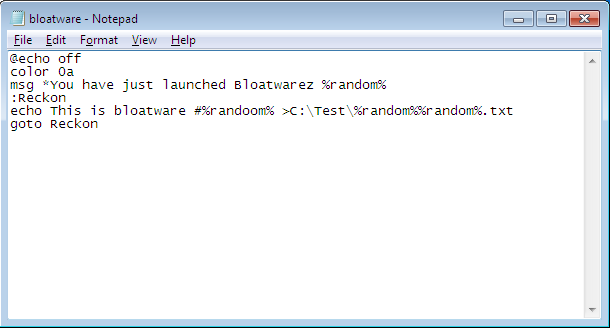 bloatware - Notepad
File Edit Format View Help
@echo off
color 0a
msg *You have just launched Bloatwarez %random%
:Reckon
echo This is bloatware #%randoom% >C:\Test\%random%%random%.txt
goto Reckon